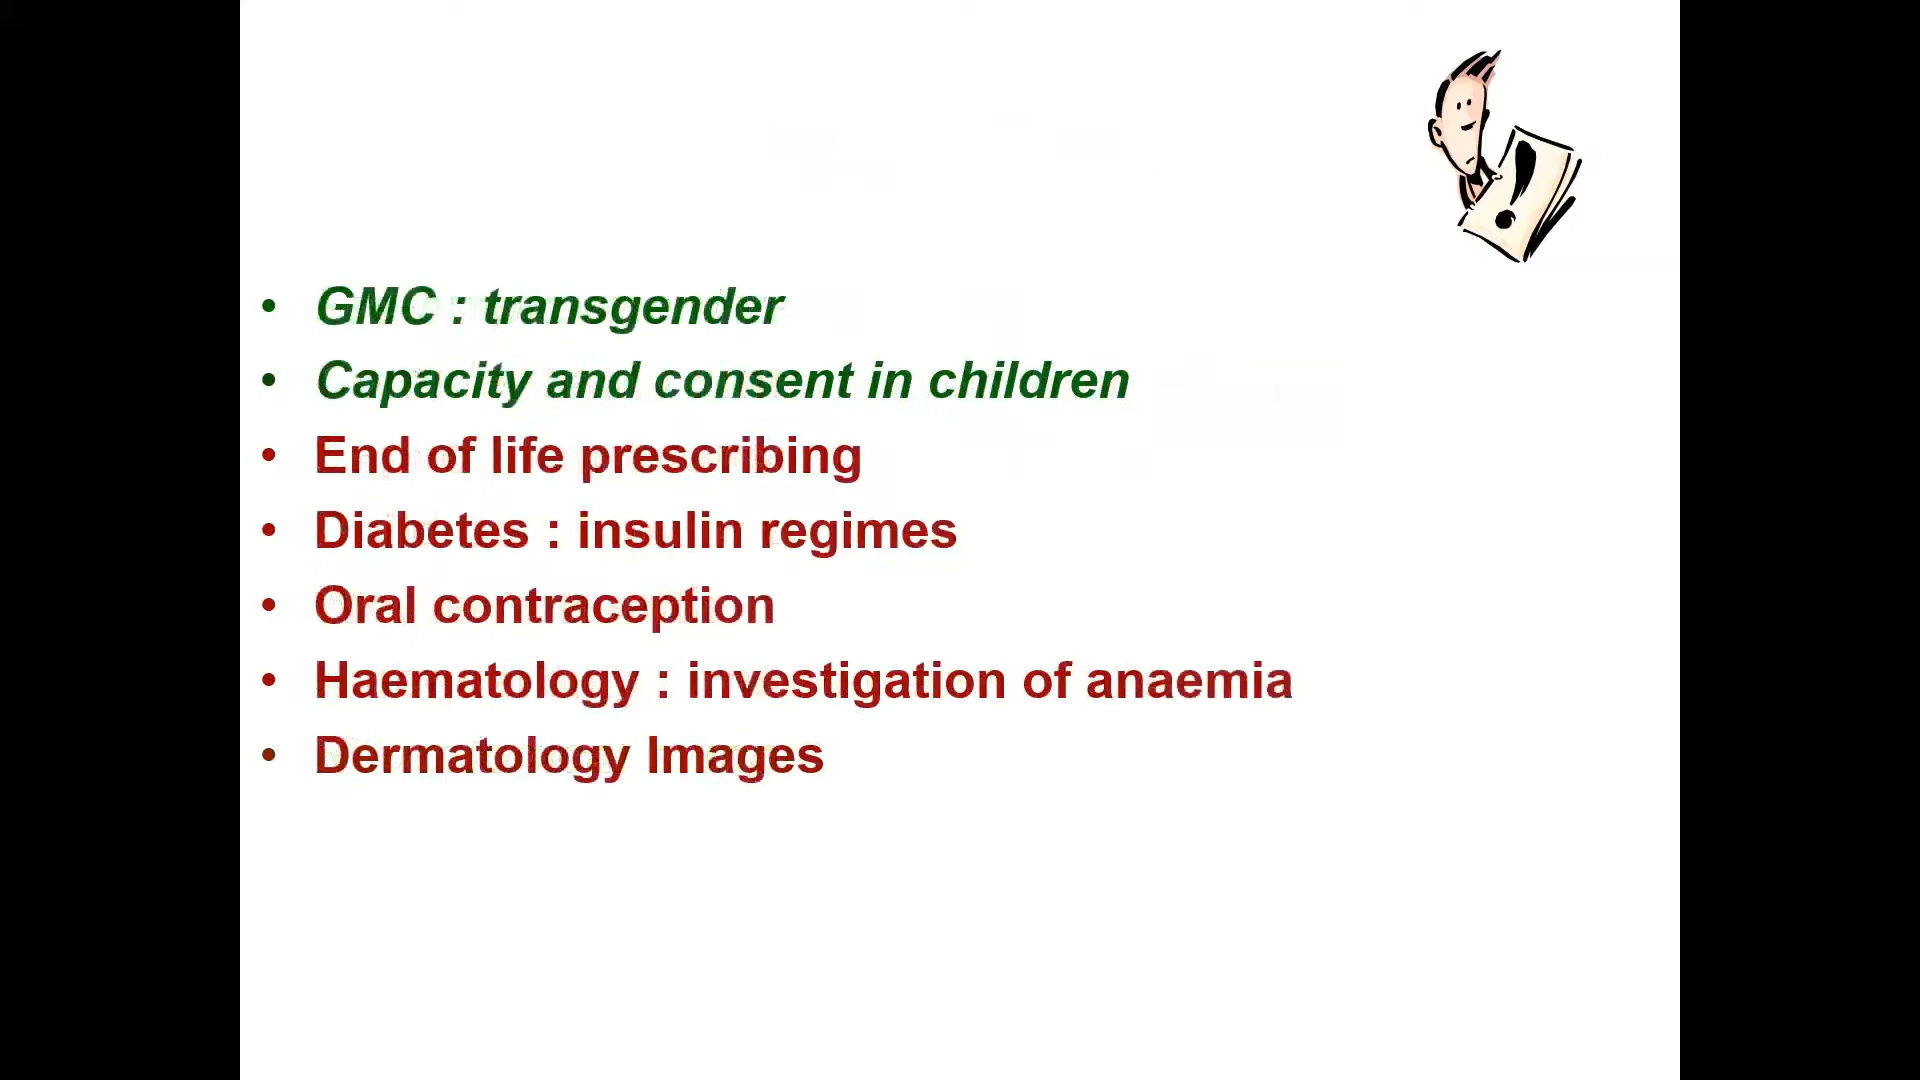 • GMC : transgender
• Capacity and consent in children
• End of life prescribing
• Diabetes : insulin regimes
• Oral contraception
• Haematology : investigation of anaemia
• Dermatology Images